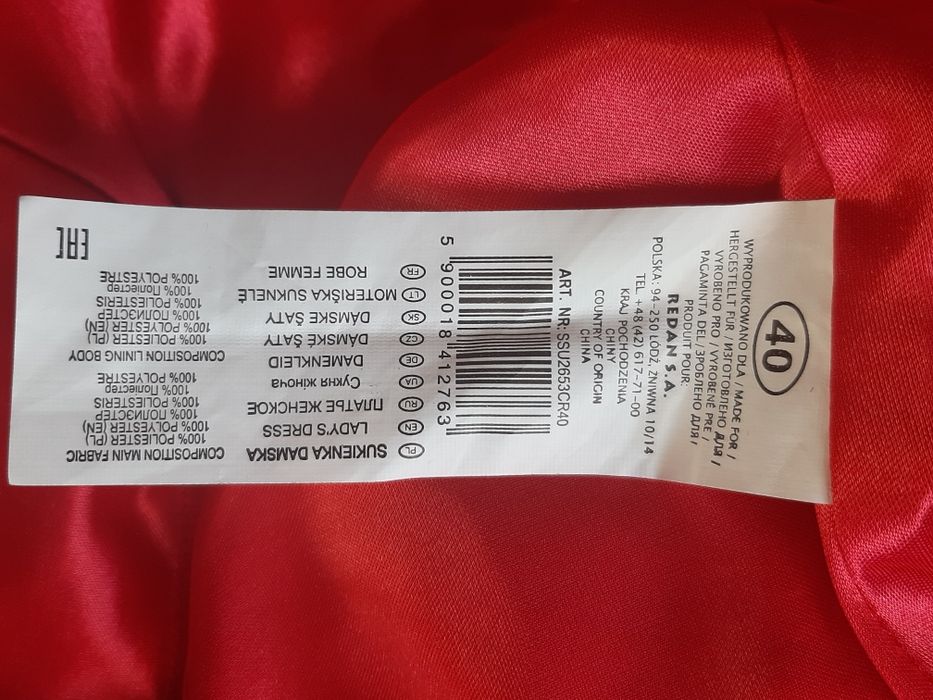 40
WYPRODUKOWANO DLA / MADE FOR /
HERGESTELLT FÜR / ИЗГОТОВЛЕНО ДЛЯ /
VYROBENO PRO / VYROBENÉ PRE /
PAGAMINTA DEL / ЗРОБЛЕНО ДЛЯ /
PRODUIT POUR:
REDAN S.A.
POLSKA: 94-250 ŁÓDŹ, ŻNIWNA 10/14
TEL +48 (42) 617-71-00
KRAJ POCHODZENIA
CHINY
COUNTRY OF ORIGIN
CHINA
ART. NR:SSU2653CR40
5 900018 412763
PL SUKIENKA DAMSKA
EN LADY'S DRESS
RU ПЛАТЬЕ ЖЕНСКОЕ
UA Сукня жіноча
DE DAMENKLEID
CZ DÁMSKÉ ŠATY
SK DÁMSKE ŠATY
LT MOTERIŠKA SUKNELĖ
FR ROBE FEMME
COMPOSITION MAIN FABRIC
100% POLIESTER (PL)
100% POLYESTER (EN)
100% ПОЛИЭСТЕР
100% POLIESTERIS
100% Поліестер
100% POLYESTRE
COMPOSITION LINING BODY
100% POLIESTER (PL)
100% POLYESTER (EN)
100% ПОЛИЭСТЕР
100% POLIESTERIS
100% Поліестер
100% POLYESTRE
EAC